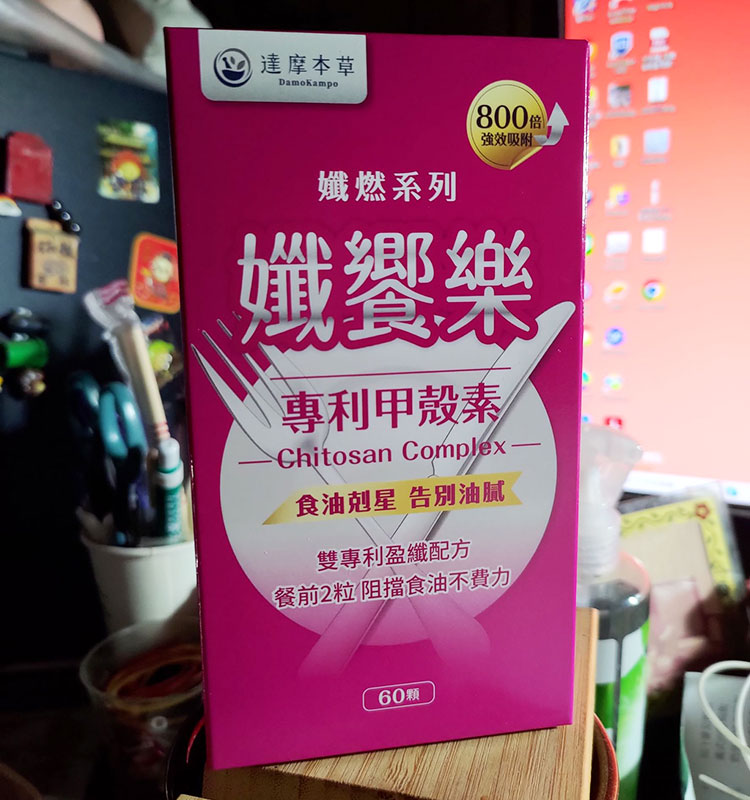 達摩本草
DamoKampo
800倍
強效吸附
孅燃系列
孅饗樂
專利甲殼素
Chitosan Complex
食油剋星 告別油膩
雙專利盈纖配方
餐前2粒 阻擋食油不費力
60顆